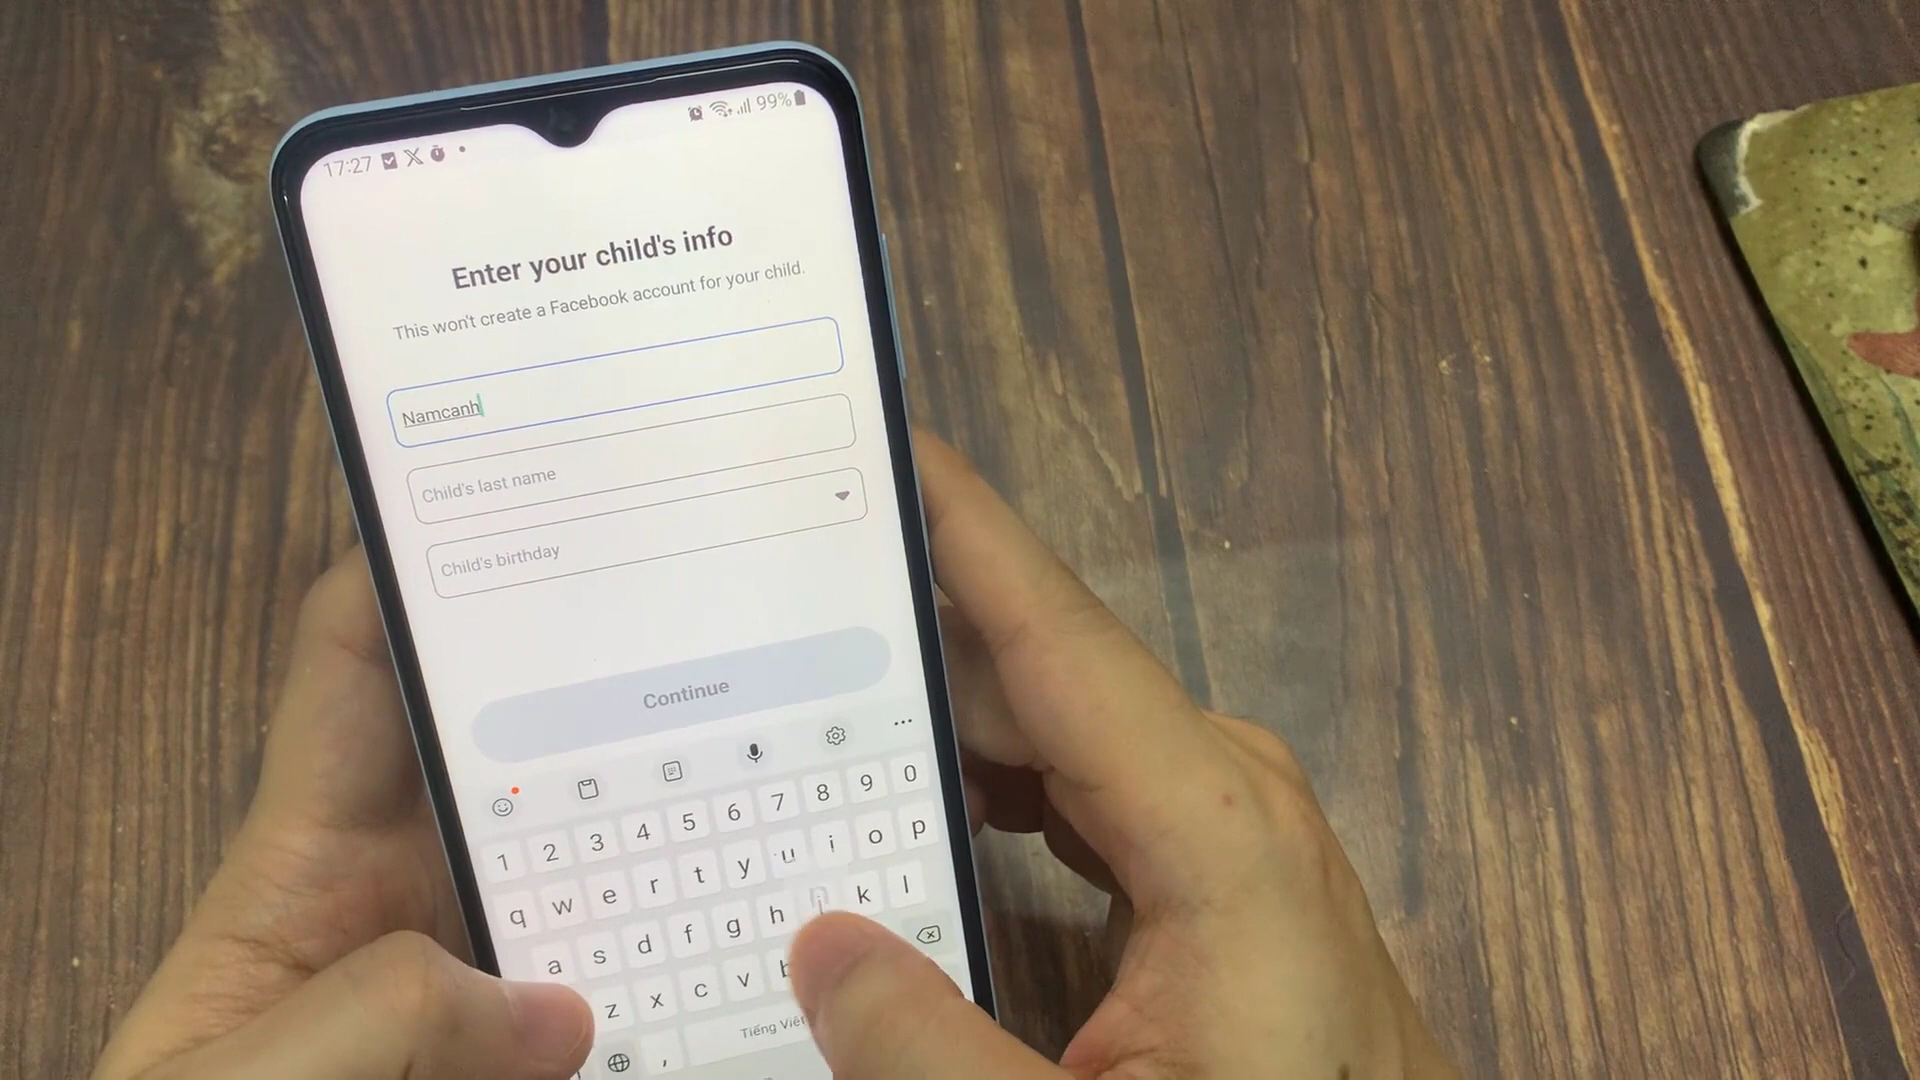 17:27 99%
Enter your child's info
This won't create a Facebook account for your child.
Namcanh
Child's last name
Child's birthday
Continue
1 2 3 4 5 6 7 8 9 0
q w e r t y u i o p
a s d f g h j k l
z x c v b
, Tiếng Việt